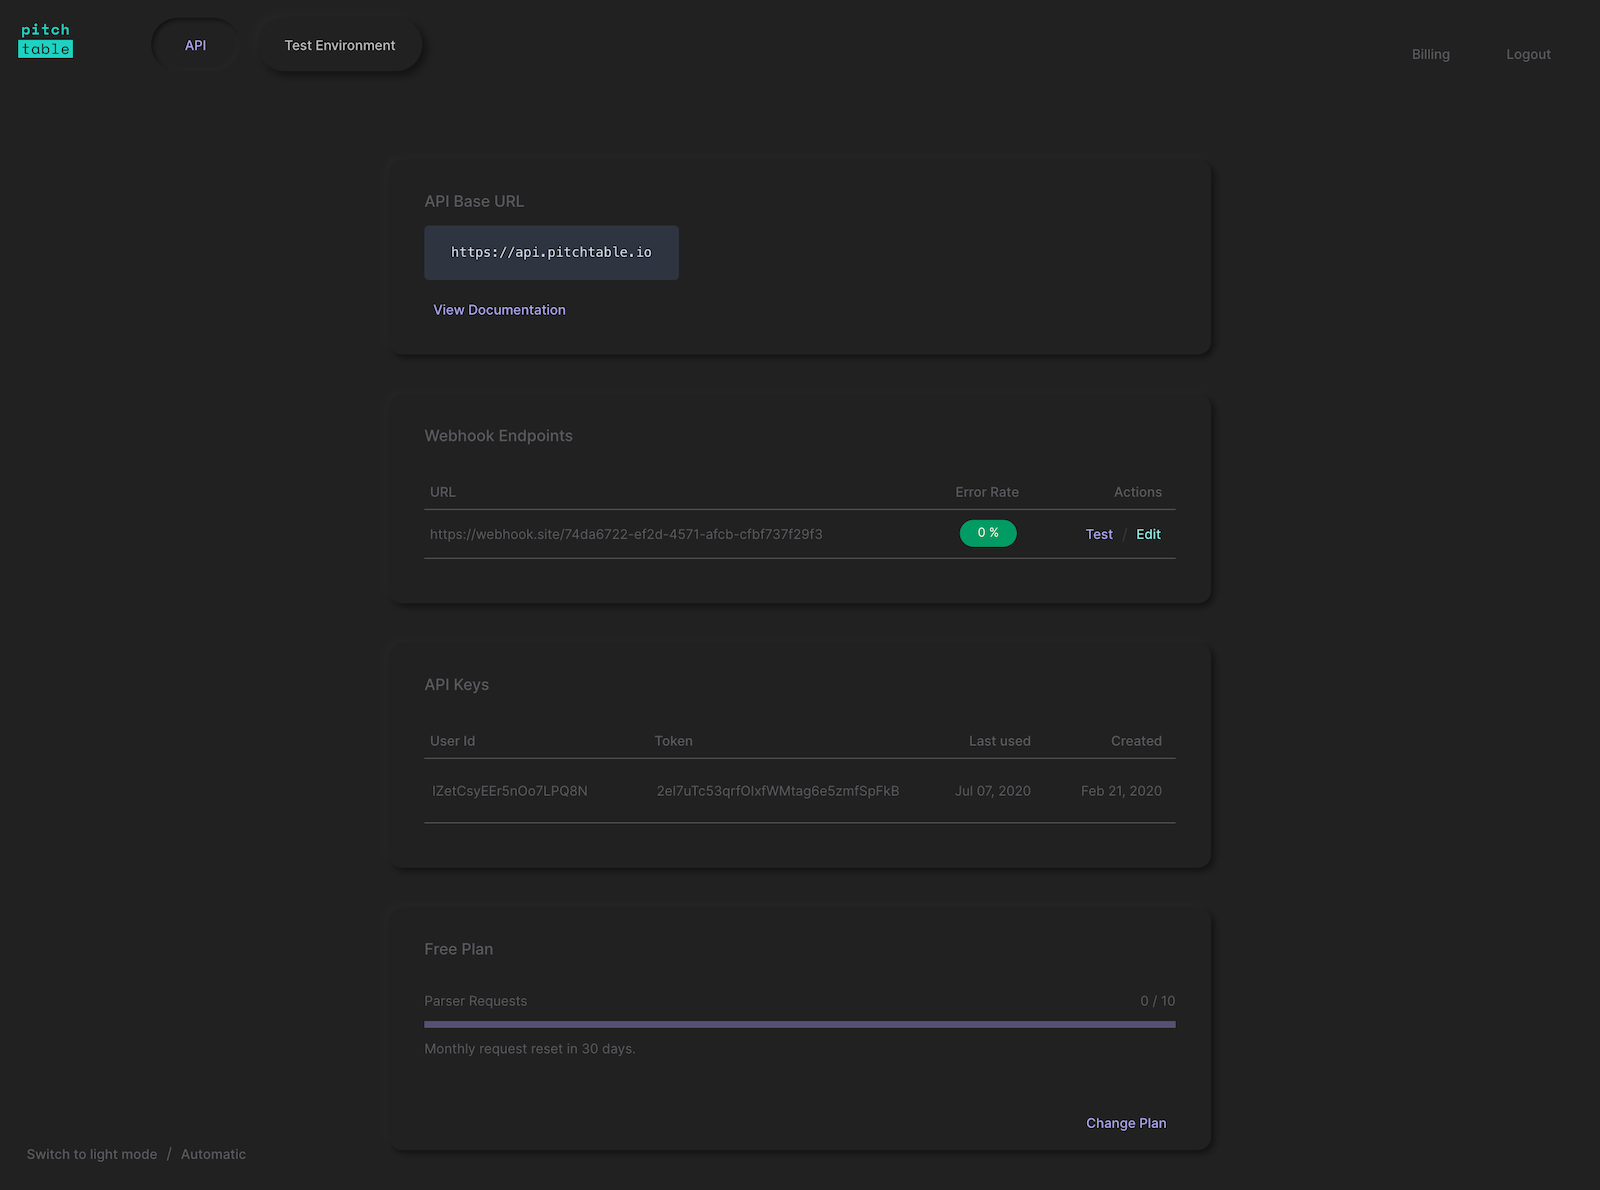 pitch
table
API
Test Environment
Billing
Logout
API Base URL
https://api.pitchtable.io
View Documentation
Webhook Endpoints
URL Error Rate Actions
https://webhook.site/74da6722-ef2d-4571-afcb-cfbf737f29f3 0 % Test / Edit
API Keys
User Id Token Last used Created
IZetCsyEEr5nOo7LPQ8N 2el7uTc53qrfOIxfWMtag6e5zmfSpFkB Jul 07, 2020 Feb 21, 2020
Free Plan
Parser Requests 0 / 10
Monthly request reset in 30 days.
Change Plan
Switch to light mode / Automatic